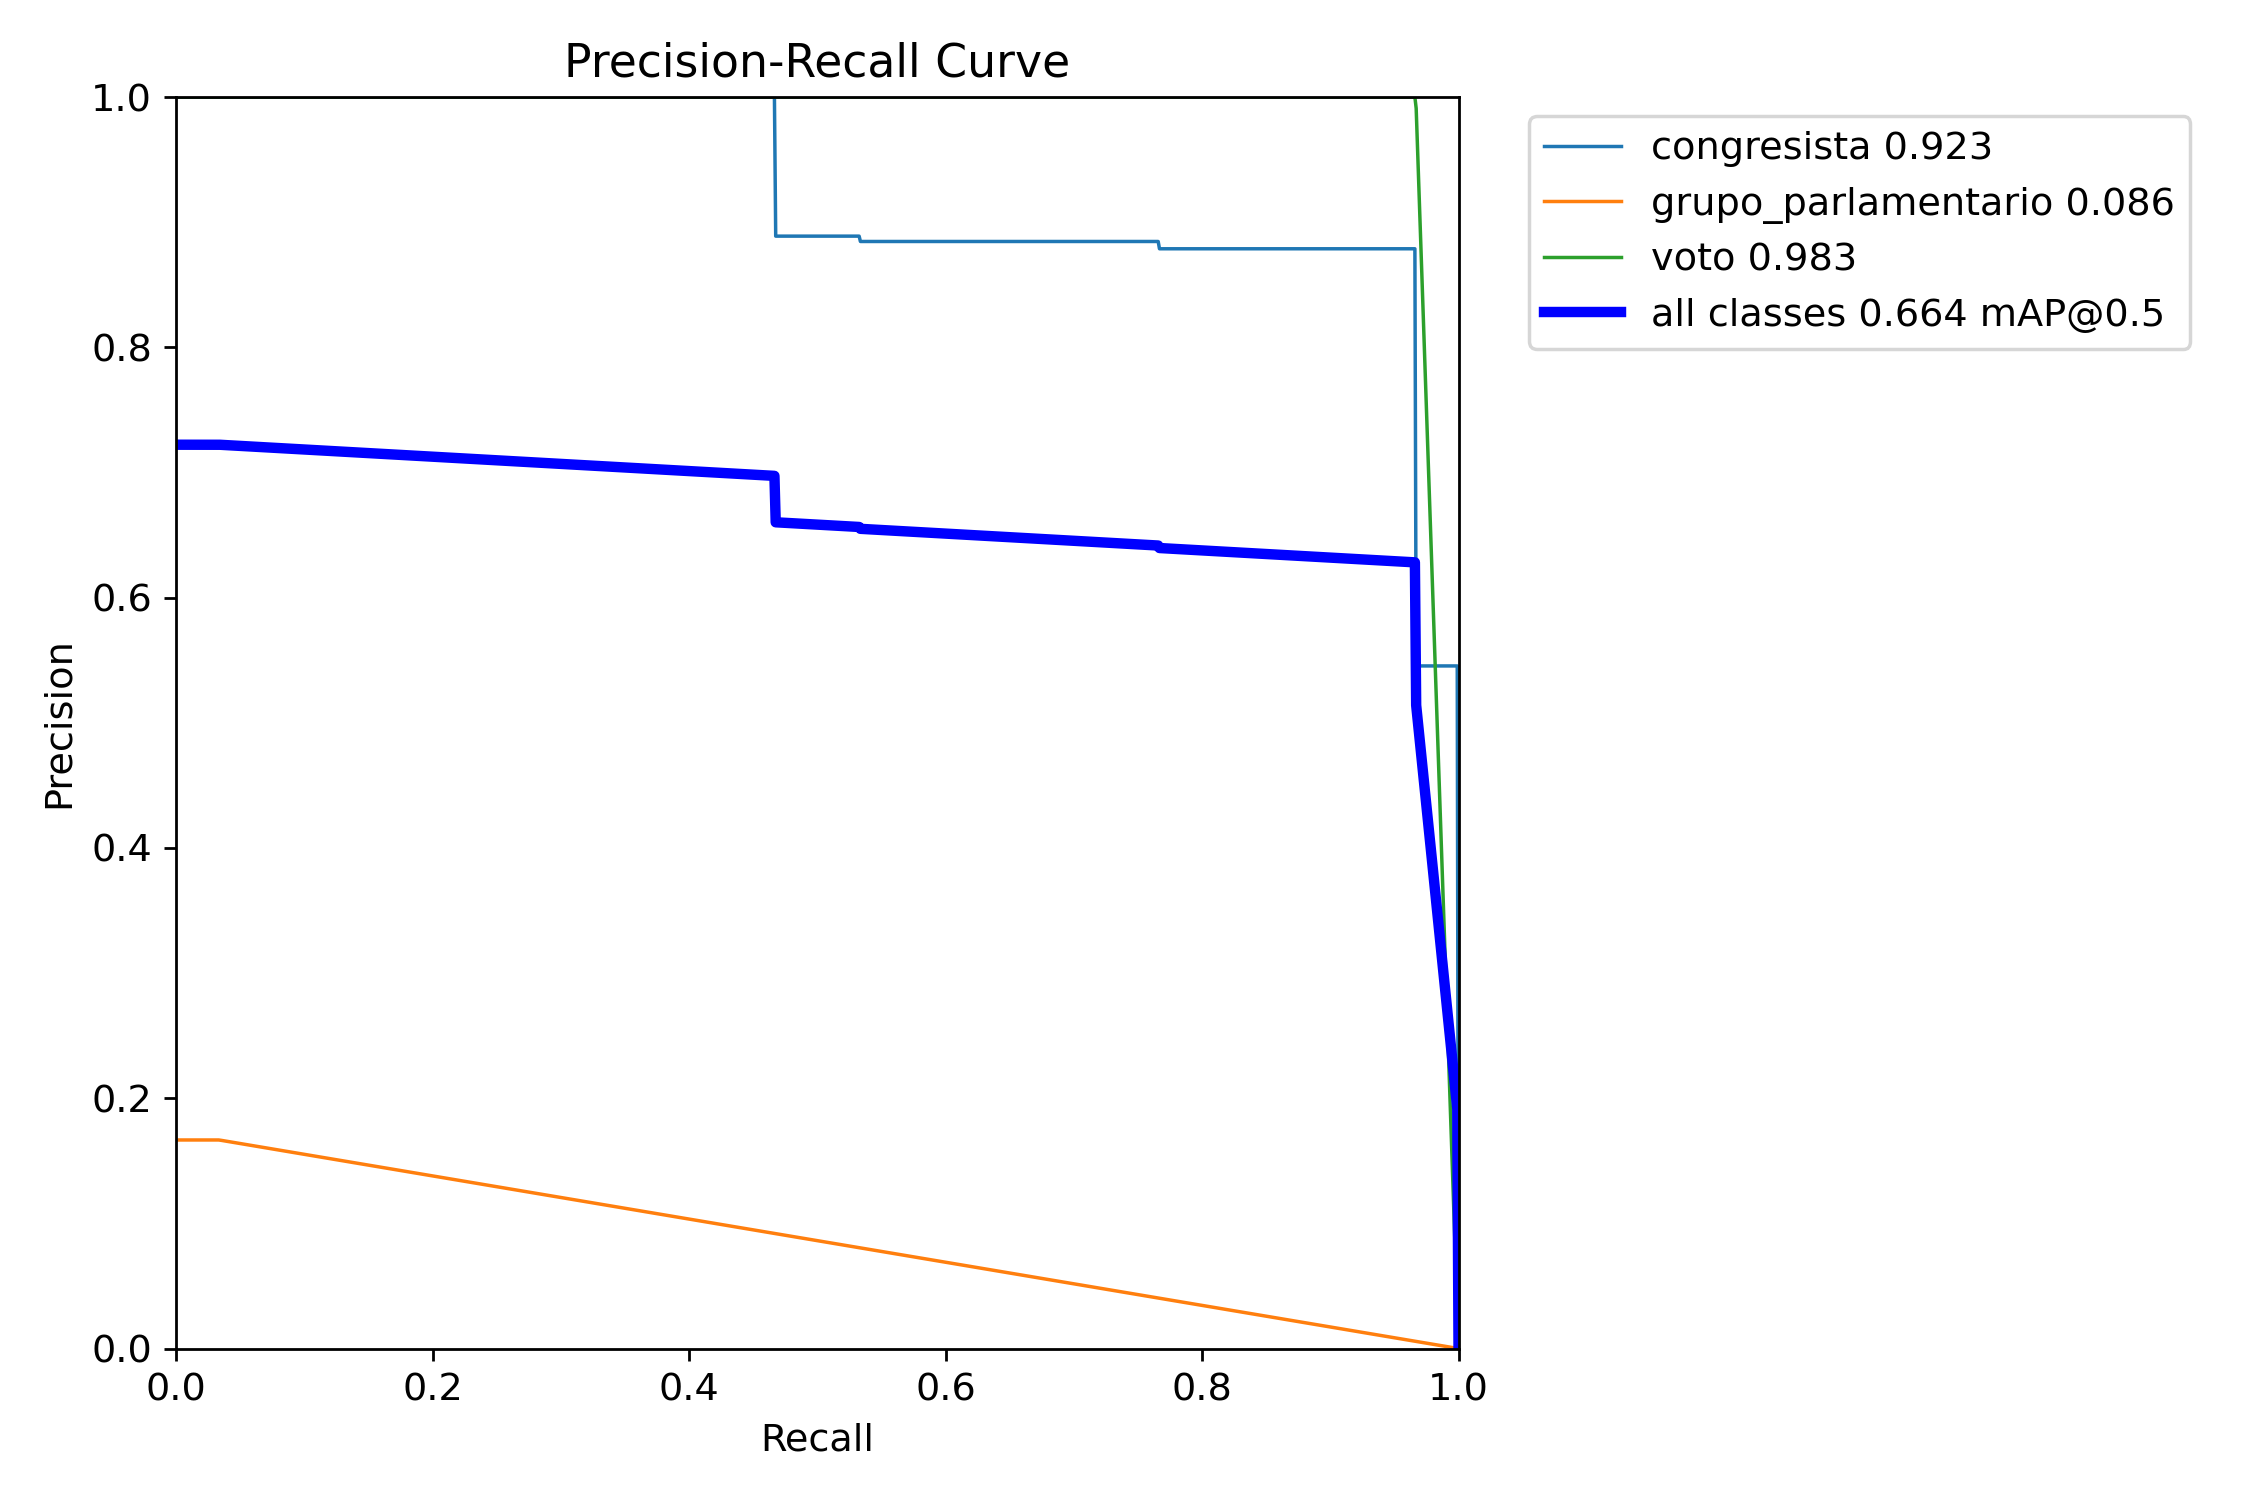 Precision-Recall Curve
1.0
0.8
0.6
0.4
0.2
0.0
Precision
0.0 0.2 0.4 0.6 0.8 1.0
Recall
congresista 0.923
grupo_parlamentario 0.086
voto 0.983
all classes 0.664 mAP@0.5